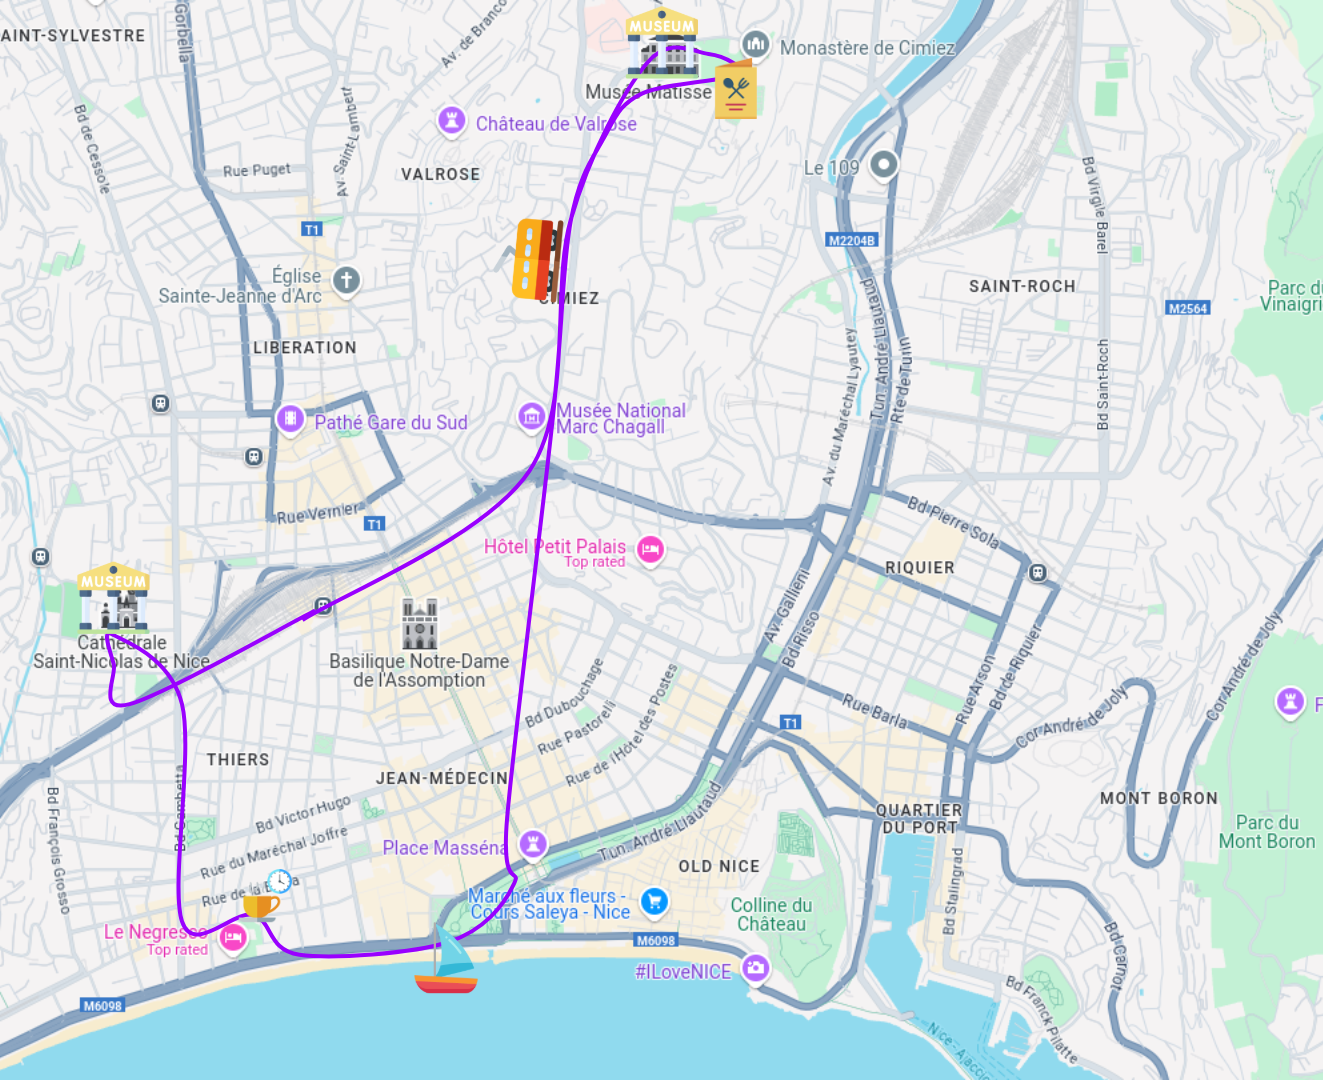 AINT-SYLVESTRE
Gorbella
Av. de Branco
MUSEUM
Monastère de Cimiez
Musée Matisse
Château de Valrose
Bd de Cessole
Av. Saint-Lambert
Rue Puget
VALROSE
Le 109
Bd Virgile Barel
T1
M2204B
Église
Sainte-Jeanne d'Arc
CIMIEZ
SAINT-ROCH
Parc du
Vinaigri
M2564
LIBERATION
Tun. André Liautaud
Rte de Turin
Av. du Maréchal Lyautey
Bd Saint-Roch
Pathé Gare du Sud
Musée National
Marc Chagall
Rue Vernier
T1
Bd Pierre Sola
Hôtel Petit Palais
Top rated
RIQUIER
MUSEUM
Cathédrale
Saint-Nicolas de Nice
Basilique Notre-Dame
de l'Assomption
Av. Gallieni
Bd Risso
Rue Arson
Bd de Riquier
Cor André de Joly
Cor André de Joly
F
Bd Dubouchage
Rue Pastorelli
Rue de l'Hôtel des Postes
Rue Barla
T1
THIERS
JEAN-MÉDECIN
Bd Gambetta
Bd François Grosso
Bd Victor Hugo
Rue du Maréchal Joffre
Rue de la
Place Masséna
Tun. André Liautaud
QUARTIER
DU PORT
MONT BORON
Parc du
Mont Boron
OLD NICE
Marché aux fleurs -
Cours Saleya - Nice
Colline du
Château
Bd Stalingrad
Le Negresco
Top rated
M6098
#ILoveNICE
Bd Carnot
M6098
Bd Franck Pilatte
Nice - Ajaccio